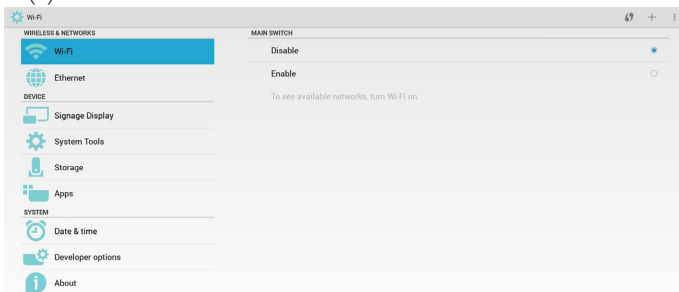 Wi-Fi
WIRELESS & NETWORKS
Wi-Fi
Ethernet
DEVICE
Signage Display
System Tools
Storage
Apps
SYSTEM
Date & time
Developer options
About
MAIN SWITCH
Disable
Enable
To see available networks, turn Wi-Fi on.